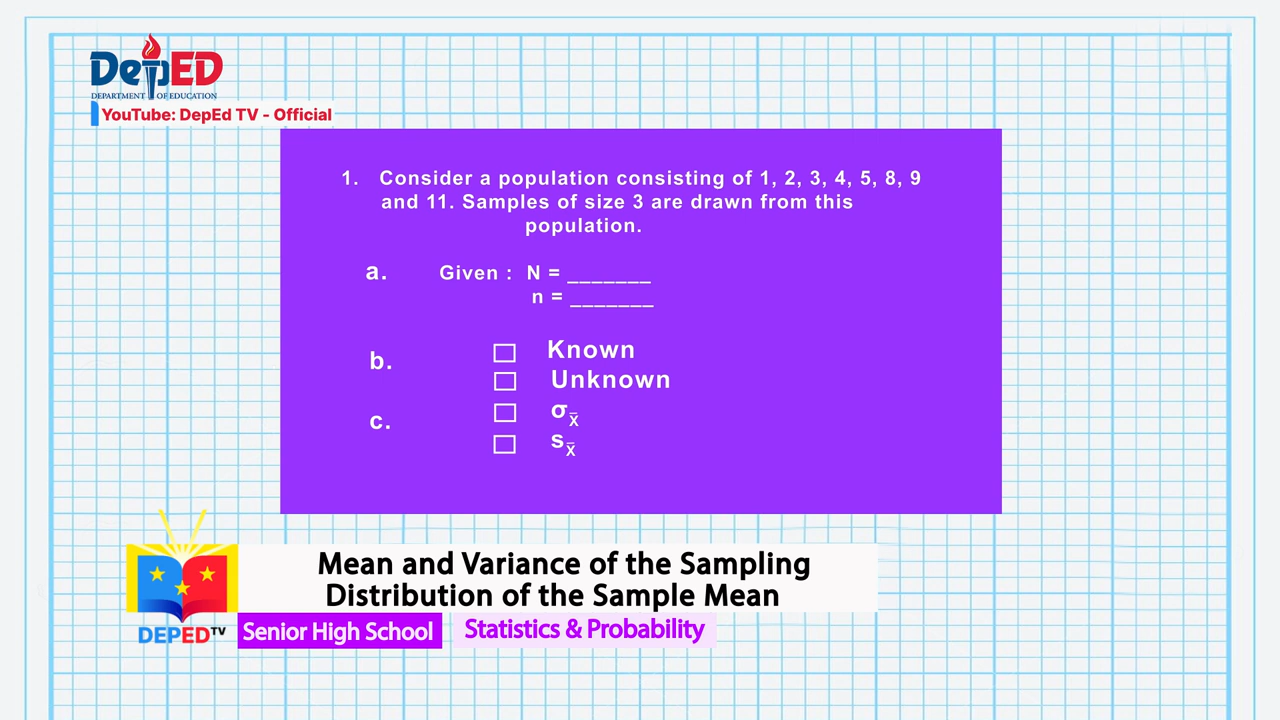 DepED
DEPARTMENT OF EDUCATION
YouTube: DepEd TV - Official
1. Consider a population consisting of 1, 2, 3, 4, 5, 8, 9
and 11. Samples of size 3 are drawn from this
population.
a. Given : N = _______
n = _______
b. ☐ Known
☐ Unknown
c. ☐ σx̄
☐ sx̄
Mean and Variance of the Sampling
Distribution of the Sample Mean
DEPED TV
Senior High School
Statistics & Probability